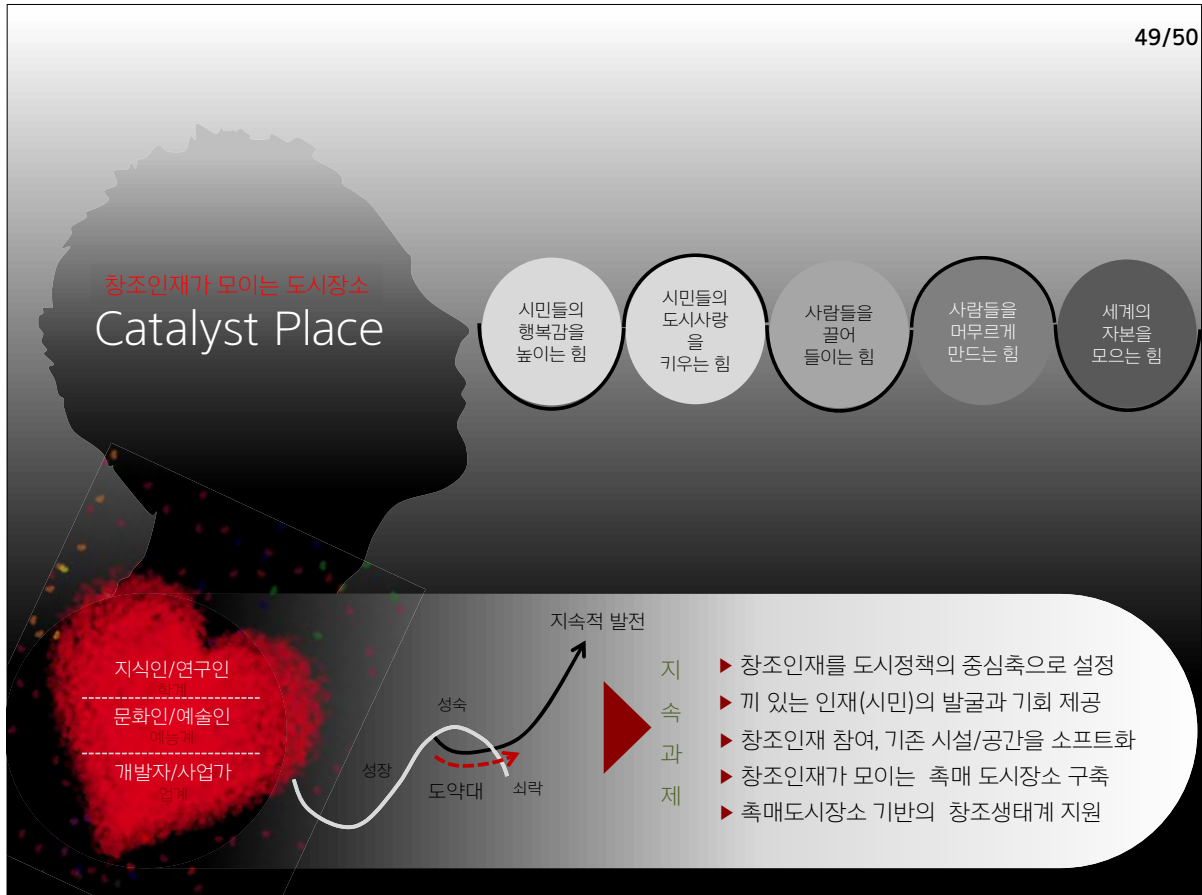 49/50
창조인재가 모이는 도시장소
Catalyst Place
시민들의
행복감을
높이는 힘
시민들의
도시사랑
을
키우는 힘
사람들을
끌어
들이는 힘
사람들을
머무르게
만드는 힘
세계의
자본을
모으는 힘
지식인/연구인
학계
문화인/예술인
예능계
개발자/사업가
업계
성장
성숙
도약대
쇠락
지속적 발전
지
속
과
제
▶ 창조인재를 도시정책의 중심축으로 설정
▶ 끼 있는 인재(시민)의 발굴과 기회 제공
▶ 창조인재 참여, 기존 시설/공간을 소프트화
▶ 창조인재가 모이는 촉매 도시장소 구축
▶ 촉매도시장소 기반의 창조생태계 지원